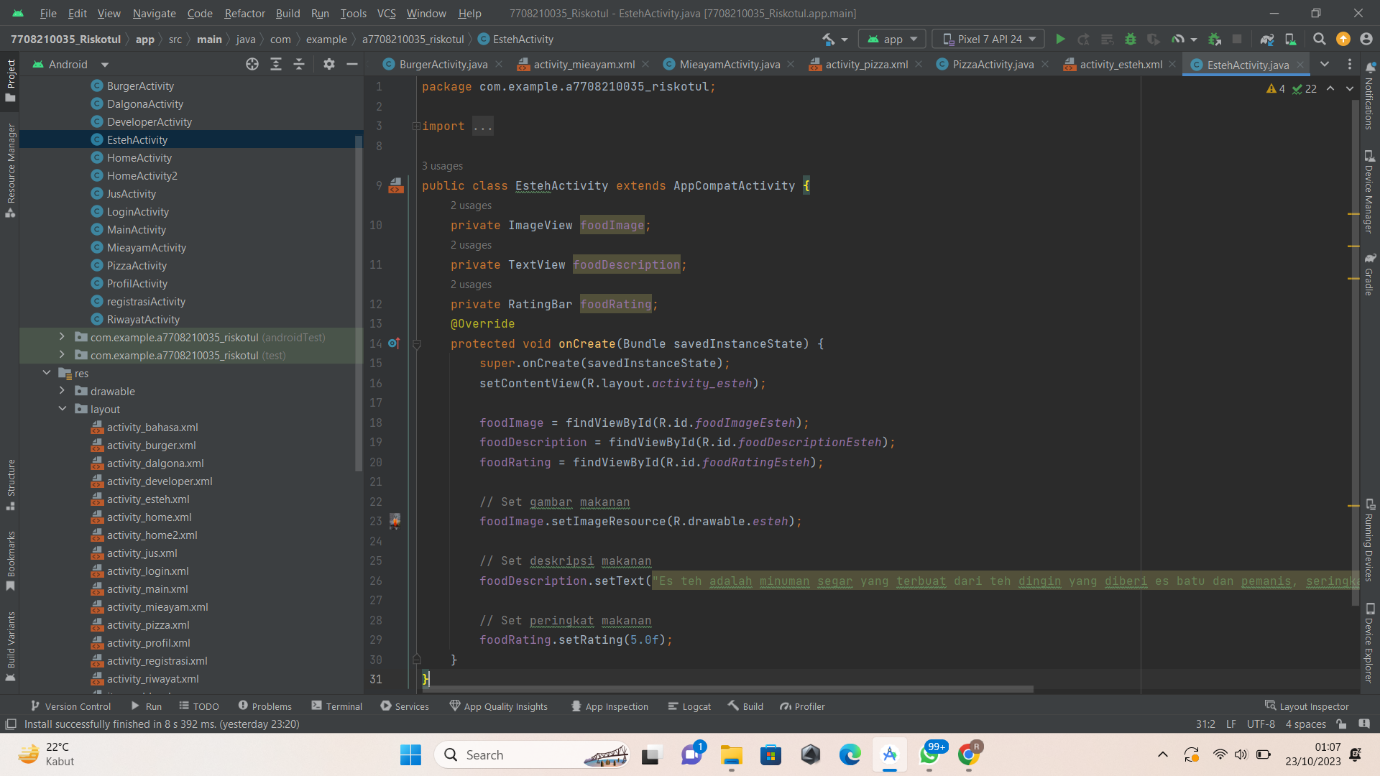 File Edit View Navigate Code Refactor Build Run Tools VCS Window Help 7708210035_Riskotul - EstehActivity.java [7708210035_Riskotul.app.main]
7708210035_Riskotul app src main java com example a7708210035_riskotul EstehActivity app Pixel 7 API 24
Android BurgerActivity.java activity_mieayam.xml MieayamActivity.java activity_pizza.xml PizzaActivity.java activity_esteh.xml EstehActivity.java
Project
Resource Manager
Structure
Bookmarks
Build Variants
BurgerActivity
DalgonaActivity
DeveloperActivity
EstehActivity
HomeActivity
HomeActivity2
JusActivity
LoginActivity
MainActivity
MieayamActivity
PizzaActivity
ProfilActivity
registrasiActivity
RiwayatActivity
com.example.a7708210035_riskotul (androidTest)
com.example.a7708210035_riskotul (test)
res
drawable
layout
activity_bahasa.xml
activity_burger.xml
activity_dalgona.xml
activity_developer.xml
activity_esteh.xml
activity_home.xml
activity_home2.xml
activity_jus.xml
activity_login.xml
activity_main.xml
activity_mieayam.xml
activity_pizza.xml
activity_profil.xml
activity_registrasi.xml
activity_riwayat.xml
4 22
1 package com.example.a7708210035_riskotul;
2
3 import ...
8
3 usages
9 public class EstehActivity extends AppCompatActivity {
2 usages
10 private ImageView foodImage;
2 usages
11 private TextView foodDescription;
2 usages
12 private RatingBar foodRating;
13 @Override
14 protected void onCreate(Bundle savedInstanceState) {
15 super.onCreate(savedInstanceState);
16 setContentView(R.layout.activity_esteh);
17
18 foodImage = findViewById(R.id.foodImageEsteh);
19 foodDescription = findViewById(R.id.foodDescriptionEsteh);
20 foodRating = findViewById(R.id.foodRatingEsteh);
21
22 // Set gambar makanan
23 foodImage.setImageResource(R.drawable.esteh);
24
25 // Set deskripsi makanan
26 foodDescription.setText("Es teh adalah minuman segar yang terbuat dari teh dingin yang diberi es batu dan pemanis, seringka
27
28 // Set peringkat makanan
29 foodRating.setRating(5.0f);
30 }
31 }
Notifications
Device Manager
Gradle
Running Devices
Device Explorer
Version Control Run TODO Problems Terminal Services App Quality Insights App Inspection Logcat Build Profiler Layout Inspector
Install successfully finished in 8 s 392 ms. (yesterday 23:20) 31:2 LF UTF-8 4 spaces
22°C
Kabut
Search
1
99+
R
01:07
23/10/2023